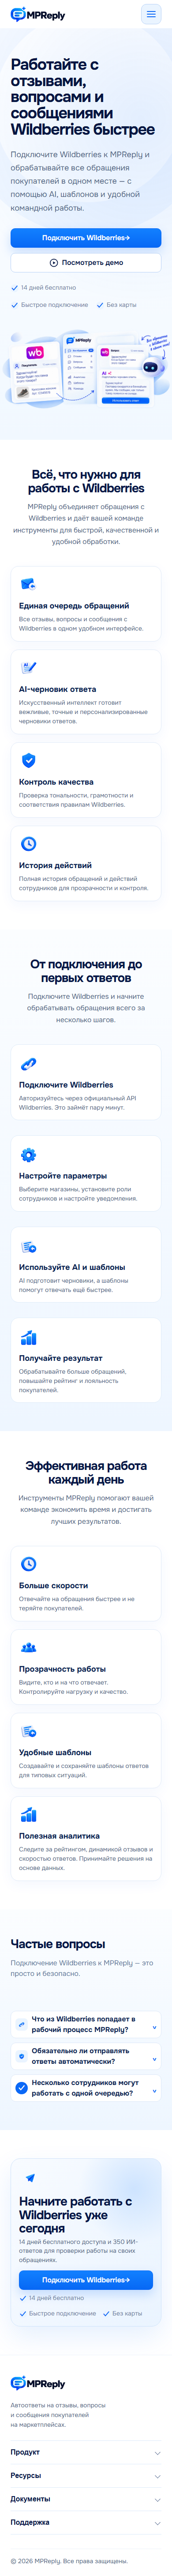 MPReply
Работайте с
отзывами,
вопросами и
сообщениями
Wildberries быстрее
Подключите Wildberries к MPReply и
обрабатывайте все обращения
покупателей в одном месте — с
помощью AI, шаблонов и удобной
командной работы.
Подключить Wildberries→
Посмотреть демо
14 дней бесплатно
Быстрое подключение
Без карты
MPReply
wb
wb
AI
Всё, что нужно для
работы с Wildberries
MPReply объединяет обращения с
Wildberries и даёт вашей команде
инструменты для быстрой, качественной и
удобной обработки.
Единая очередь обращений
Все отзывы, вопросы и сообщения с
Wildberries в одном удобном интерфейсе.
AI-черновик ответа
Искусственный интеллект готовит
вежливые, точные и персонализированные
черновики ответов.
Контроль качества
Проверка тональности, грамотности и
соответствия правилам Wildberries.
История действий
Полная история обращений и действий
сотрудников для прозрачности и контроля.
От подключения до
первых ответов
Подключите Wildberries и начните
обрабатывать обращения всего за
несколько шагов.
Подключите Wildberries
Авторизуйтесь через официальный API
Wildberries. Это займёт пару минут.
Настройте параметры
Выберите магазины, установите роли
сотрудников и настройте уведомления.
Используйте AI и шаблоны
AI подготовит черновики, а шаблоны
помогут отвечать ещё быстрее.
Получайте результат
Обрабатывайте больше обращений,
повышайте рейтинг и лояльность
покупателей.
Эффективная работа
каждый день
Инструменты MPReply помогают вашей
команде экономить время и достигать
лучших результатов.
Больше скорости
Отвечайте на обращения быстрее и не
теряйте покупателей.
Прозрачность работы
Видите, кто и на что отвечает.
Контролируйте нагрузку и качество.
Удобные шаблоны
Создавайте и сохраняйте шаблоны ответов
для типовых ситуаций.
Полезная аналитика
Следите за рейтингом, динамикой отзывов и
скоростью ответов. Принимайте решения на
основе данных.
Частые вопросы
Подключение Wildberries к MPReply — это
просто и безопасно.
Что из Wildberries попадает в
рабочий процесс MPReply?
Обязательно ли отправлять
ответы автоматически?
Несколько сотрудников могут
работать с одной очередью?
Начните работать с
Wildberries уже
сегодня
14 дней бесплатного доступа и 350 ИИ-
ответов для проверки работы на своих
обращениях.
Подключить Wildberries→
14 дней бесплатно
Быстрое подключение
Без карты
MPReply
Автоответы на отзывы, вопросы
и сообщения покупателей
на маркетплейсах.
Продукт
Ресурсы
Документы
Поддержка
© 2026 MPReply. Все права защищены.